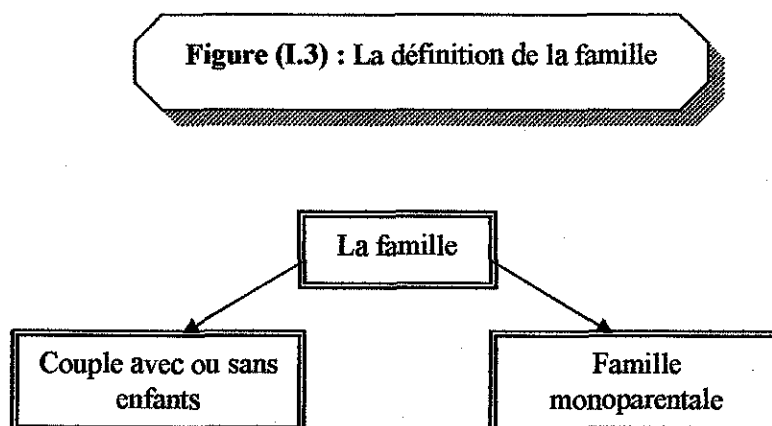 Figure (I.3) : La définition de la famille
La famille
Couple avec ou sans
enfants
Famille
monoparentale